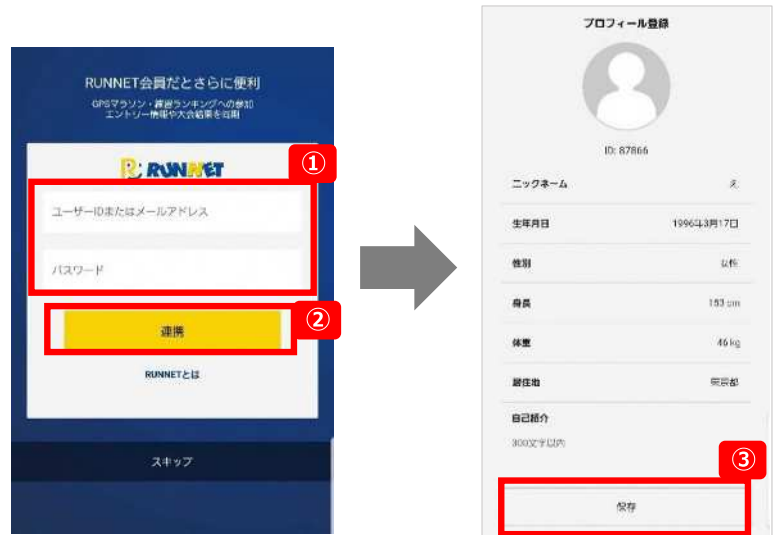 RUNNET会員だとさらに便利
GPSマラソン・練習ランキングへの参加
エントリー情報や大会結果を同期
RUNNET
①
ユーザーIDまたはメールアドレス
パスワード
②
連携
RUNNETとは
スキップ
プロフィール登録
ID: 87866
ニックネーム え
生年月日 1996年3月17日
性別 女性
身長 153 cm
体重 46 kg
居住地 東京都
自己紹介
300文字以内
③
保存